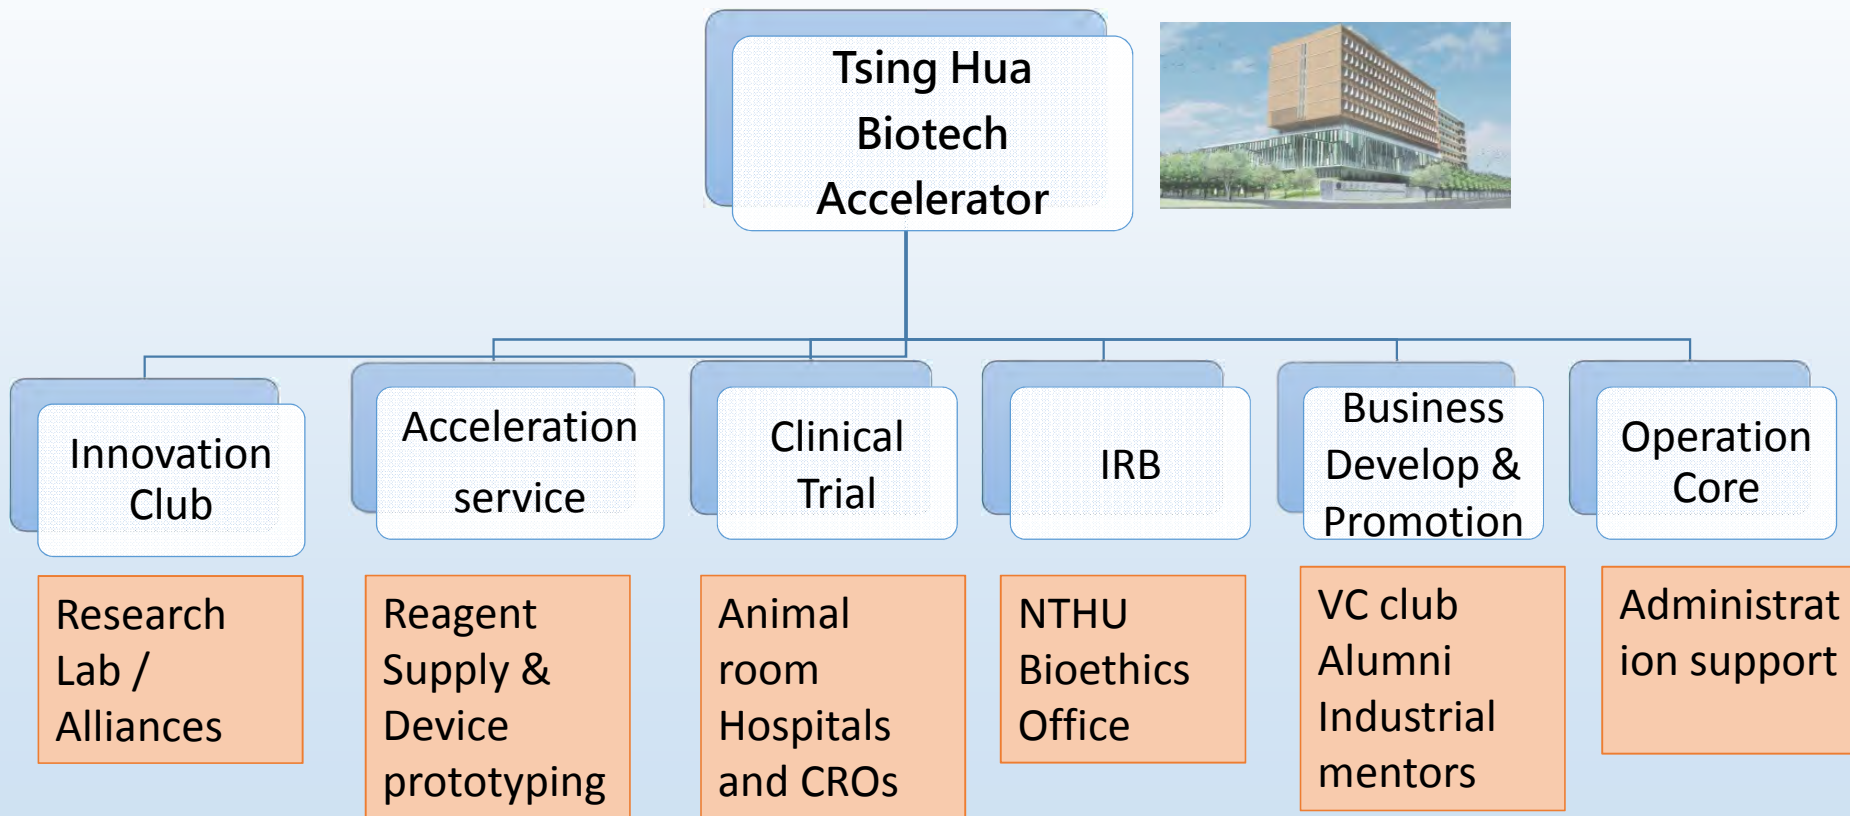 Tsing Hua
Biotech
Accelerator
Innovation
Club
Acceleration
service
Clinical
Trial
IRB
Business
Develop &
Promotion
Operation
Core
Research
Lab /
Alliances
Reagent
Supply &
Device
prototyping
Animal
room
Hospitals
and CROs
NTHU
Bioethics
Office
VC club
Alumni
Industrial
mentors
Administrat
ion support